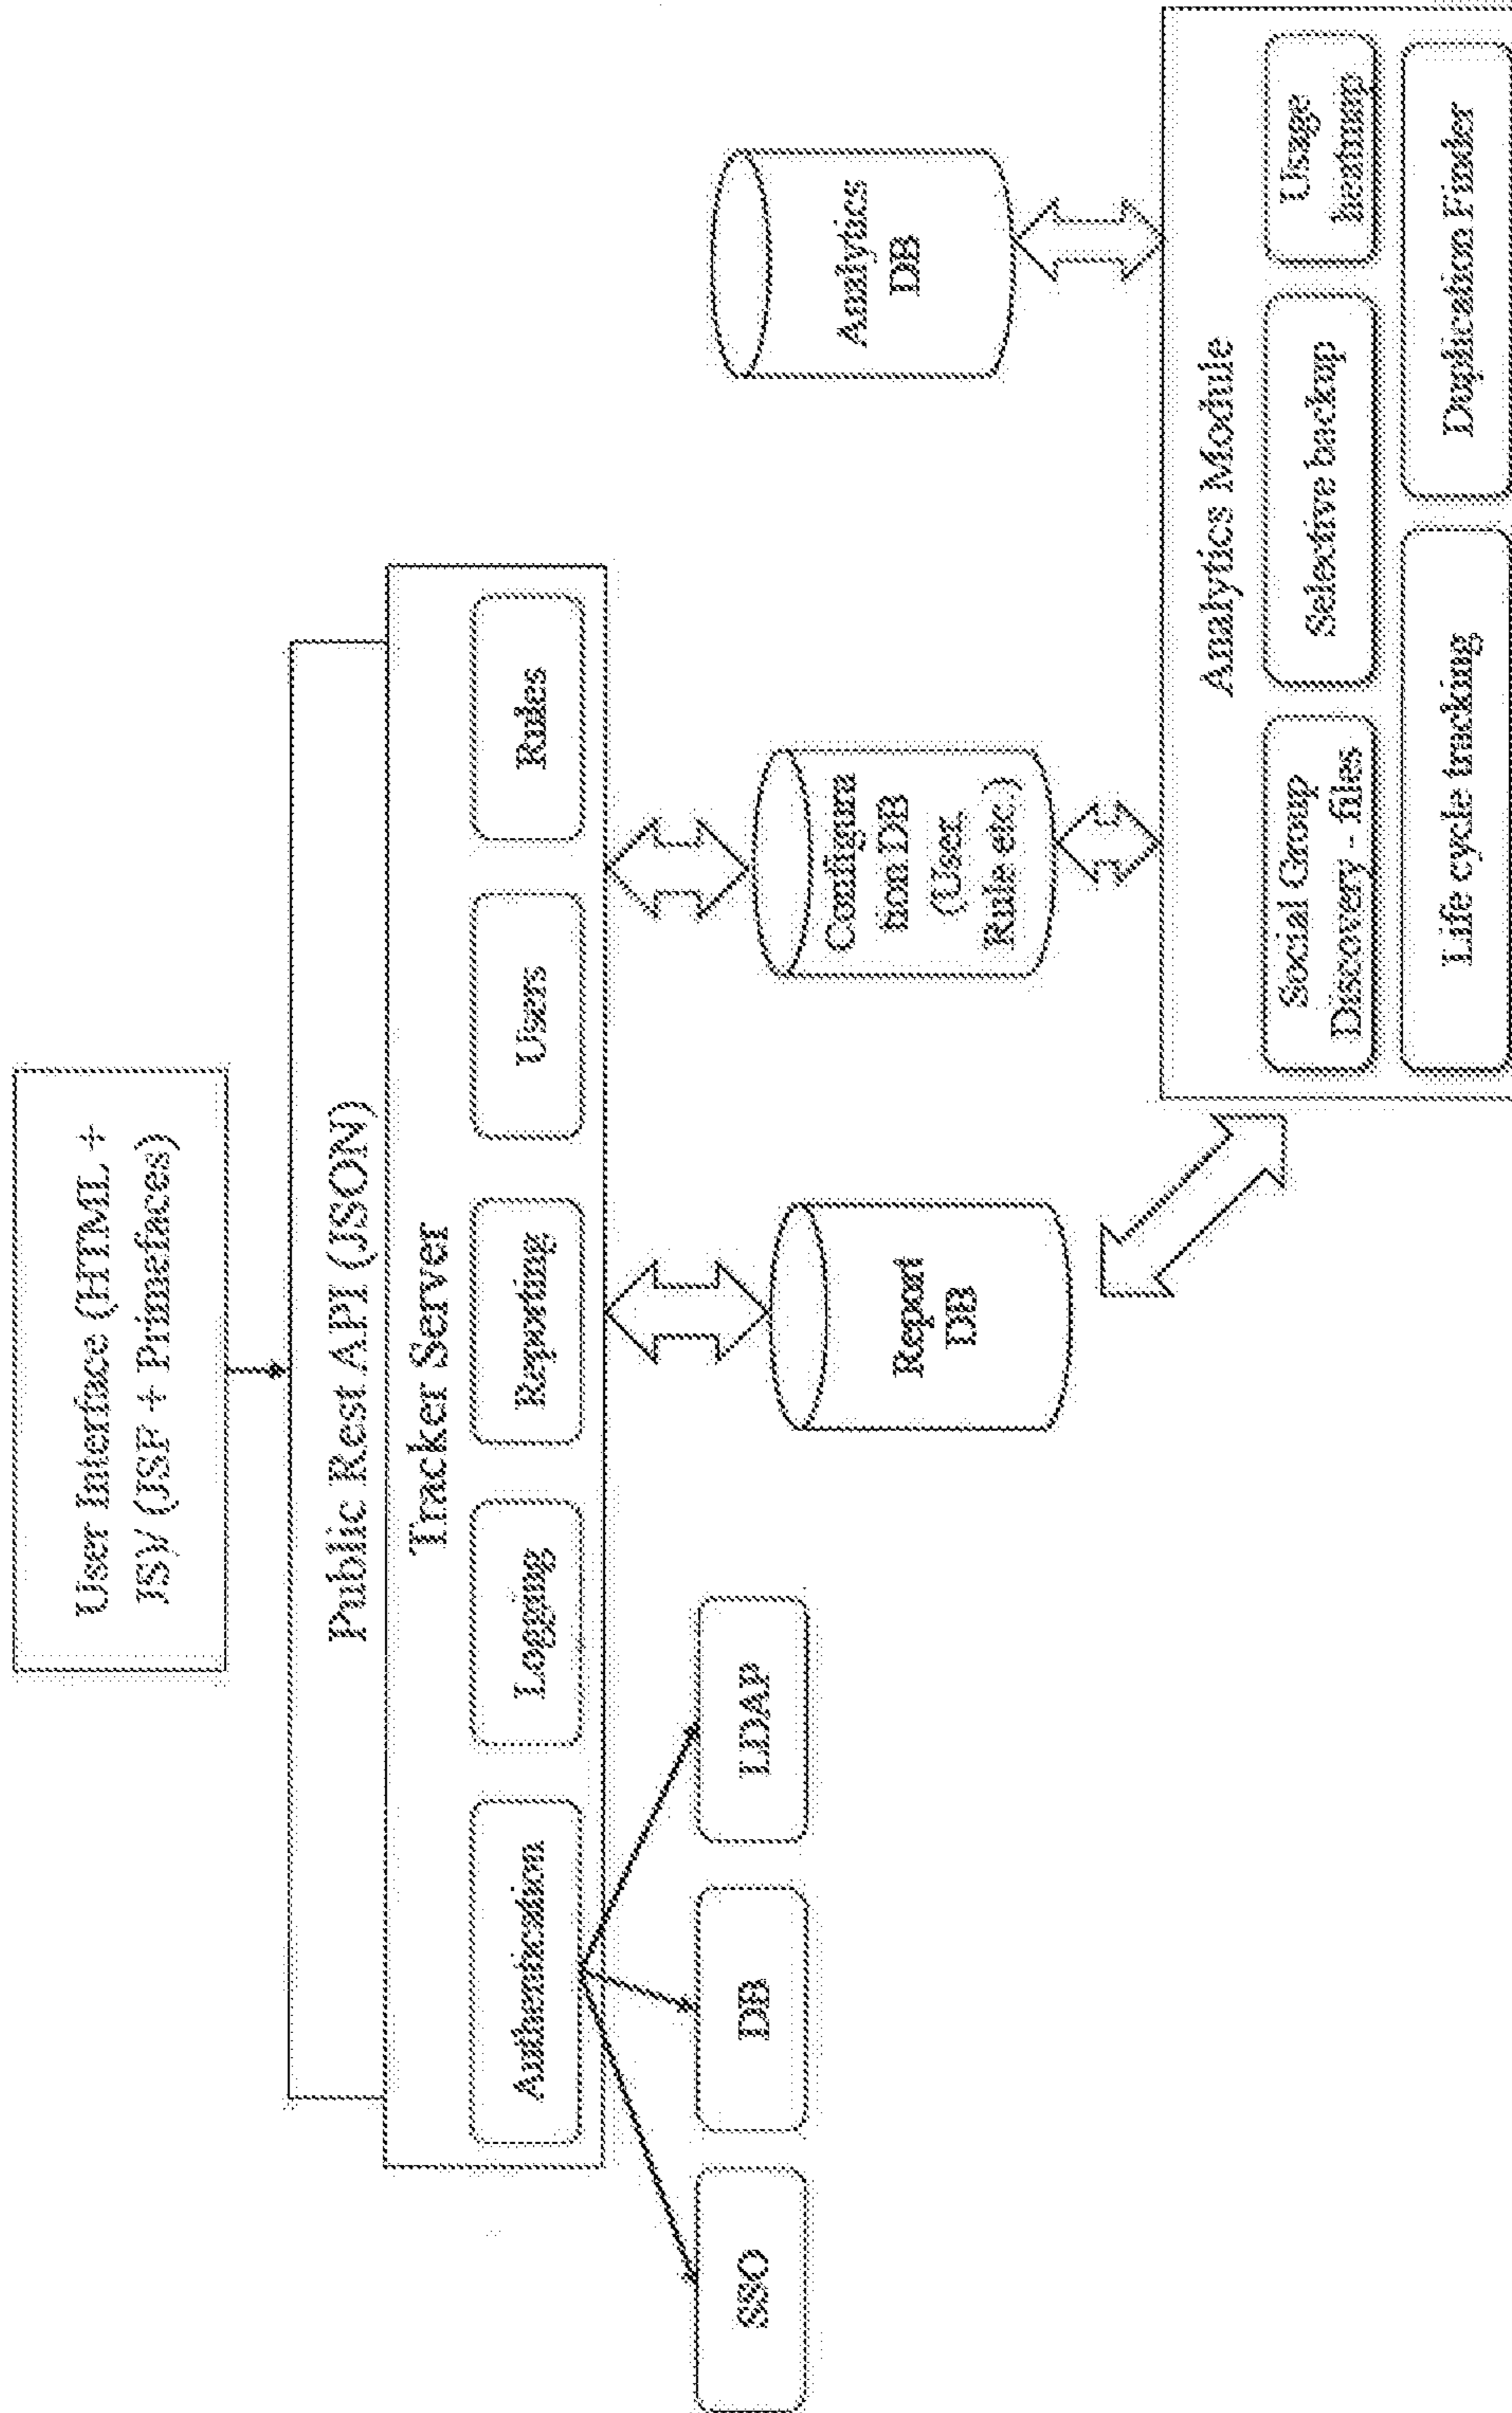 User Interface (HTML +
JS)/ (JSF + Primefaces)
Public Rest API (JSON)
Tracker Server
Authentication
Logging
Reporting
Users
Rules
SSO
DB
LDAP
Report
DB
Configura
tion DB
(User,
Rule etc.)
Analytics
DB
Analytics Module
Social Group
Discovery - files
Selective backup
Usage
heatmap
Life cycle tracking
Duplication Finder